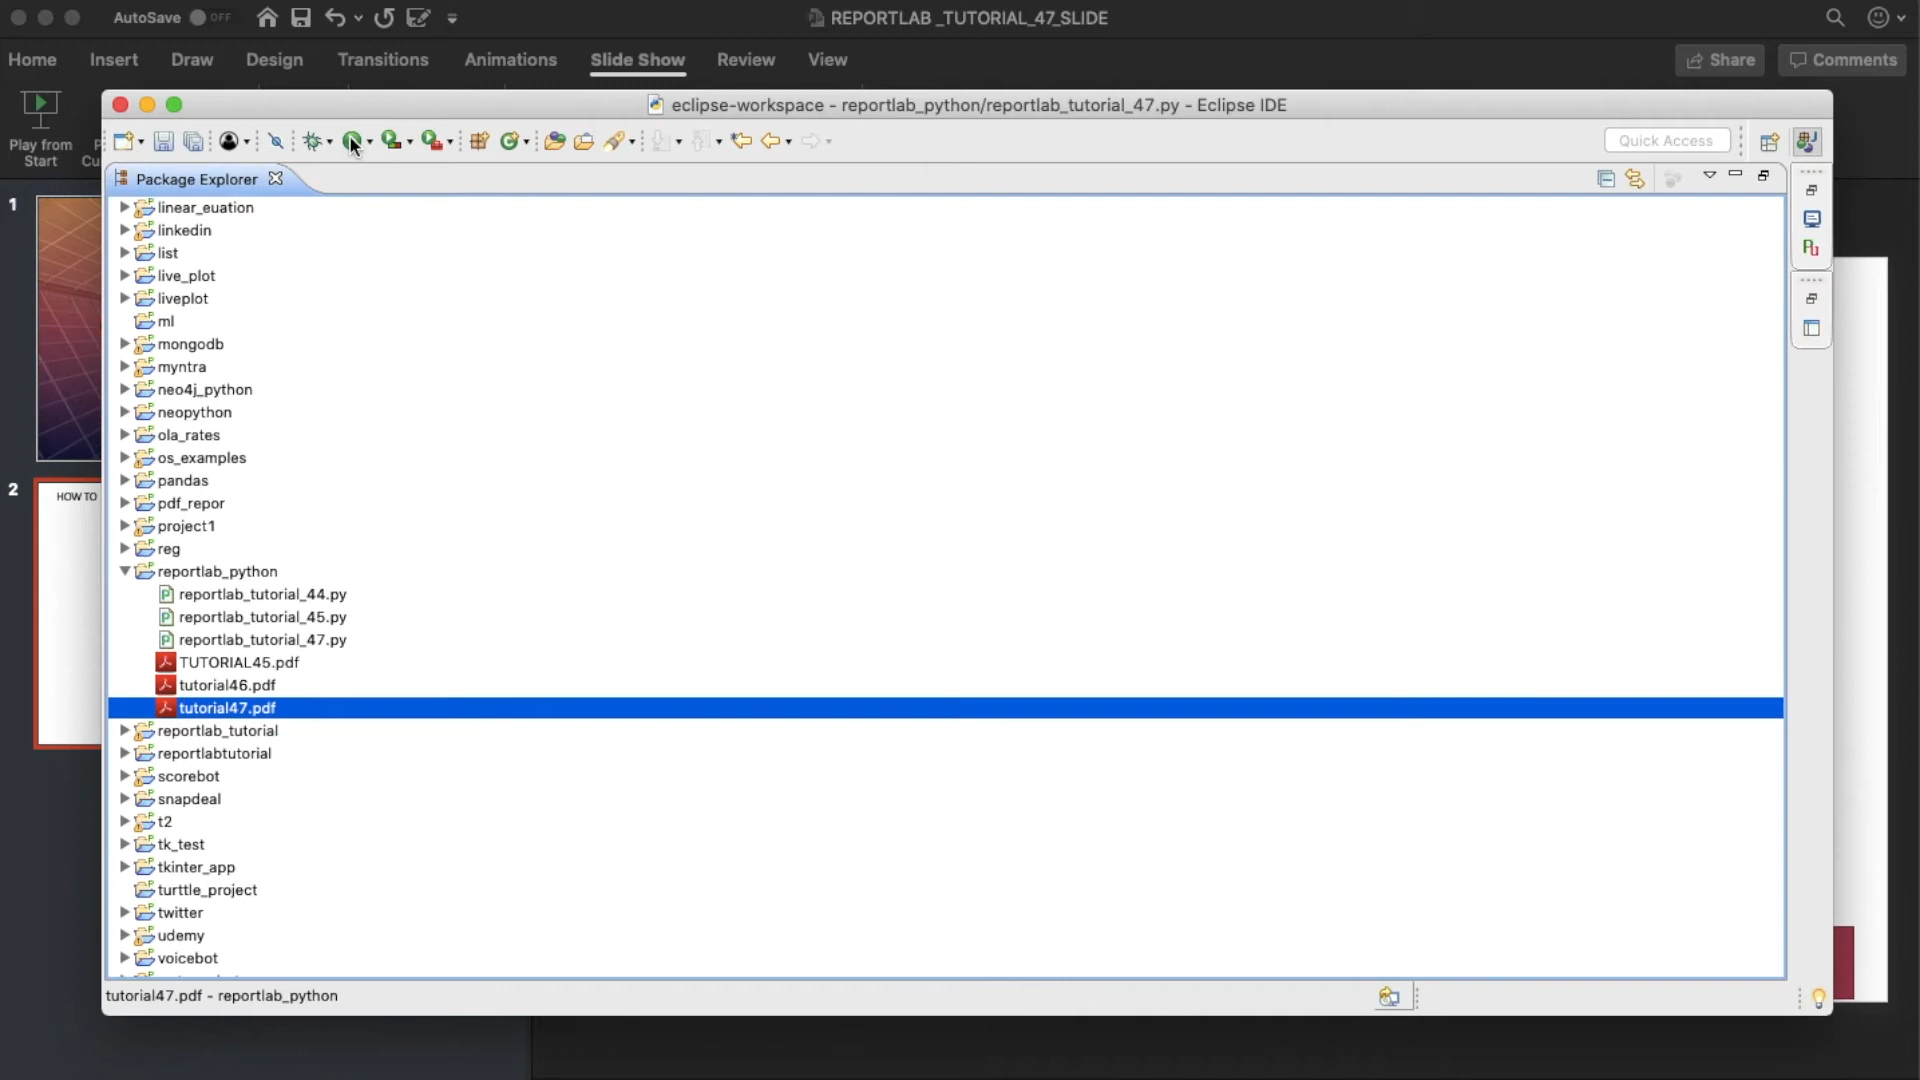 AutoSave OFF
REPORTLAB _TUTORIAL_47_SLIDE
Home Insert Draw Design Transitions Animations Slide Show Review View
Share Comments
Play from Start
eclipse-workspace - reportlab_python/reportlab_tutorial_47.py - Eclipse IDE
Quick Access
Package Explorer
1
2
HOW TO
linear_euation
linkedin
list
live_plot
liveplot
ml
mongodb
myntra
neo4j_python
neopython
ola_rates
os_examples
pandas
pdf_repor
project1
reg
reportlab_python
reportlab_tutorial_44.py
reportlab_tutorial_45.py
reportlab_tutorial_47.py
TUTORIAL45.pdf
tutorial46.pdf
tutorial47.pdf
reportlab_tutorial
reportlabtutorial
scorebot
snapdeal
t2
tk_test
tkinter_app
turttle_project
twitter
udemy
voicebot
tutorial47.pdf - reportlab_python